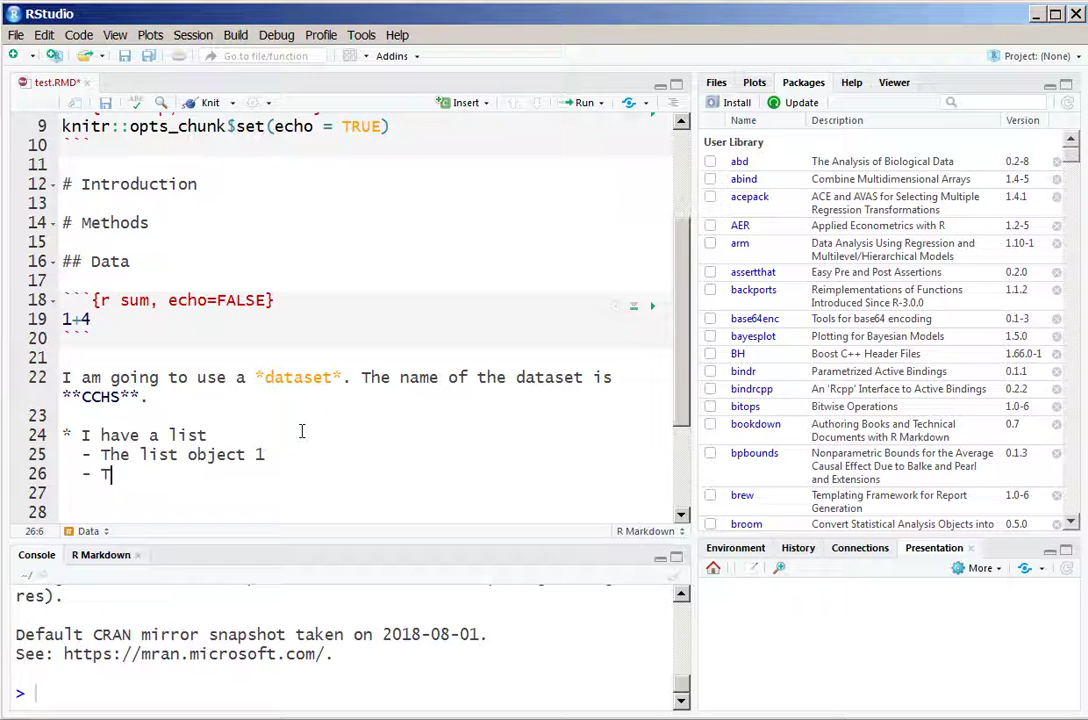 RStudio
File Edit Code View Plots Session Build Debug Profile Tools Help
Go to file/function Addins Project: (None)
test.RMD*
ABC Knit Insert Run
9 knitr::opts_chunk$set(echo = TRUE)
10 ```
11
12 # Introduction
13
14 # Methods
15
16 ## Data
17
18 ```{r sum, echo=FALSE}
19 1+4
20 ```
21
22 I am going to use a *dataset*. The name of the dataset is
**CCHS**.
23
24 * I have a list
25 - The list object 1
26 - T
27
28
26:6 Data R Markdown
Console R Markdown
~/
res).
Default CRAN mirror snapshot taken on 2018-08-01.
See: https://mran.microsoft.com/.
>
Files Plots Packages Help Viewer
Install Update
Name Description Version
User Library
abd The Analysis of Biological Data 0.2-8
abind Combine Multidimensional Arrays 1.4-5
acepack ACE and AVAS for Selecting Multiple 1.4.1
Regression Transformations
AER Applied Econometrics with R 1.2-5
arm Data Analysis Using Regression and 1.10-1
Multilevel/Hierarchical Models
assertthat Easy Pre and Post Assertions 0.2.0
backports Reimplementations of Functions 1.1.2
Introduced Since R-3.0.0
base64enc Tools for base64 encoding 0.1-3
bayesplot Plotting for Bayesian Models 1.5.0
BH Boost C++ Header Files 1.66.0-1
bindr Parametrized Active Bindings 0.1.1
bindrcpp An 'Rcpp' Interface to Active Bindings 0.2.2
bitops Bitwise Operations 1.0-6
bookdown Authoring Books and Technical 0.7
Documents with R Markdown
bpbounds Nonparametric Bounds for the Average 0.1.3
Causal Effect Due to Balke and Pearl
and Extensions
brew Templating Framework for Report 1.0-6
Generation
broom Convert Statistical Analysis Objects into 0.5.0
Environment History Connections Presentation
More